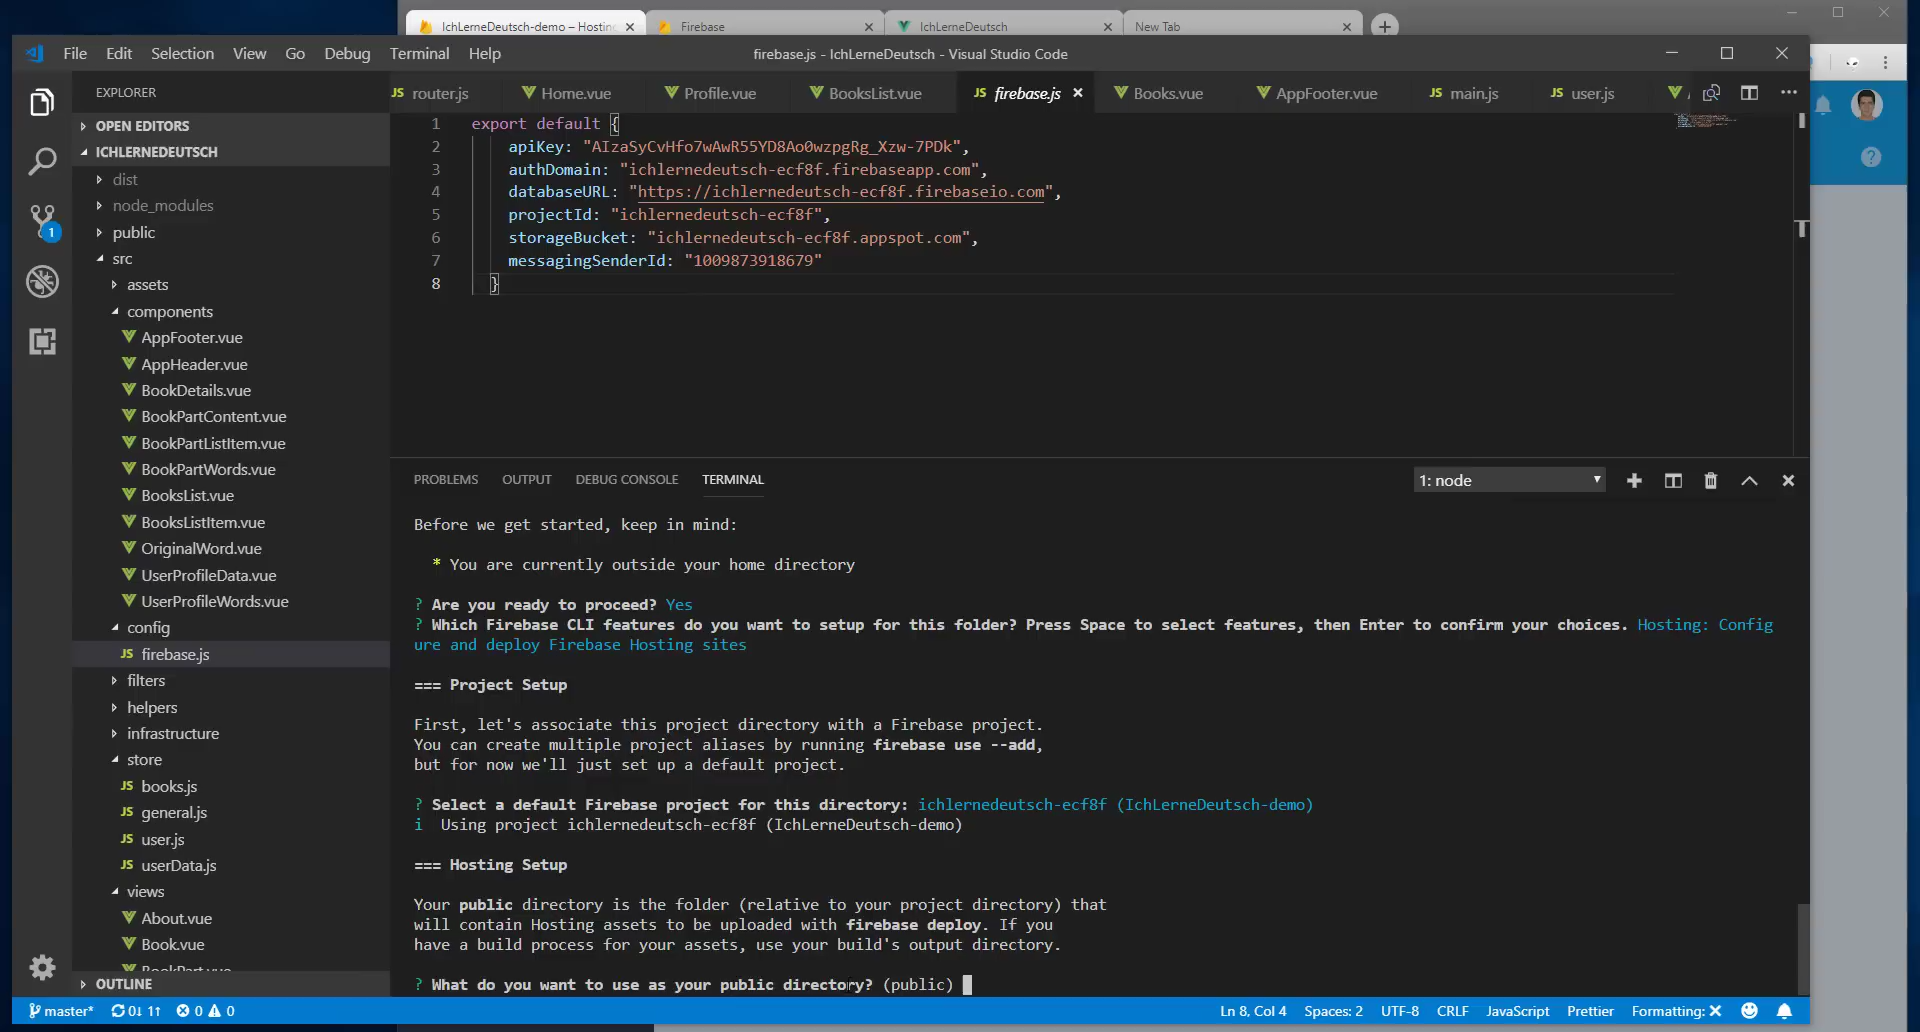 IchLerneDeutsch-demo – Hostin
Firebase
IchLerneDeutsch
New Tab
File Edit Selection View Go Debug Terminal Help
firebase.js - IchLerneDeutsch - Visual Studio Code
EXPLORER
router.js Home.vue Profile.vue BooksList.vue firebase.js Books.vue AppFooter.vue main.js user.js
OPEN EDITORS
ICHLERNEDEUTSCH
dist
node_modules
public
src
assets
components
AppFooter.vue
AppHeader.vue
BookDetails.vue
BookPartContent.vue
BookPartListItem.vue
BookPartWords.vue
BooksList.vue
BooksListItem.vue
OriginalWord.vue
UserProfileData.vue
UserProfileWords.vue
config
firebase.js
filters
helpers
infrastructure
store
books.js
general.js
user.js
userData.js
views
About.vue
Book.vue
BookPart.vue
OUTLINE
1 export default {
2 apiKey: "AIzaSyCvHfo7wAwR55YD8Ao0wzpgRg_Xzw-7PDk",
3 authDomain: "ichlernedeutsch-ecf8f.firebaseapp.com",
4 databaseURL: "https://ichlernedeutsch-ecf8f.firebaseio.com",
5 projectId: "ichlernedeutsch-ecf8f",
6 storageBucket: "ichlernedeutsch-ecf8f.appspot.com",
7 messagingSenderId: "1009873918679"
8 }
PROBLEMS OUTPUT DEBUG CONSOLE TERMINAL
1: node
Before we get started, keep in mind:
* You are currently outside your home directory
? Are you ready to proceed? Yes
? Which Firebase CLI features do you want to setup for this folder? Press Space to select features, then Enter to confirm your choices. Hosting: Config
ure and deploy Firebase Hosting sites
=== Project Setup
First, let's associate this project directory with a Firebase project.
You can create multiple project aliases by running firebase use --add,
but for now we'll just set up a default project.
? Select a default Firebase project for this directory: ichlernedeutsch-ecf8f (IchLerneDeutsch-demo)
i Using project ichlernedeutsch-ecf8f (IchLerneDeutsch-demo)
=== Hosting Setup
Your public directory is the folder (relative to your project directory) that
will contain Hosting assets to be uploaded with firebase deploy. If you
have a build process for your assets, use your build's output directory.
? What do you want to use as your public directory? (public)
master* 0↓ 1↑ 0 0
Ln 8, Col 4 Spaces: 2 UTF-8 CRLF JavaScript Prettier Formatting: ✕